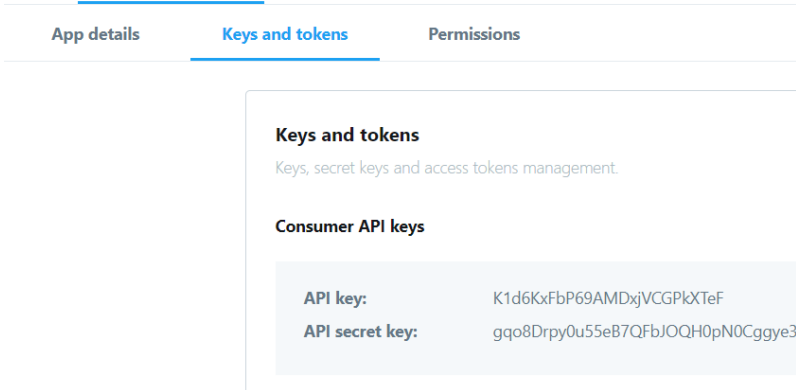 App details Keys and tokens Permissions
Keys and tokens
Keys, secret keys and access tokens management.
Consumer API keys
API key: K1d6KxFbP69AMDxjVCGPkXTeF
API secret key: gqo8Drpy0u55eB7QFbJOQH0pN0Cggye3